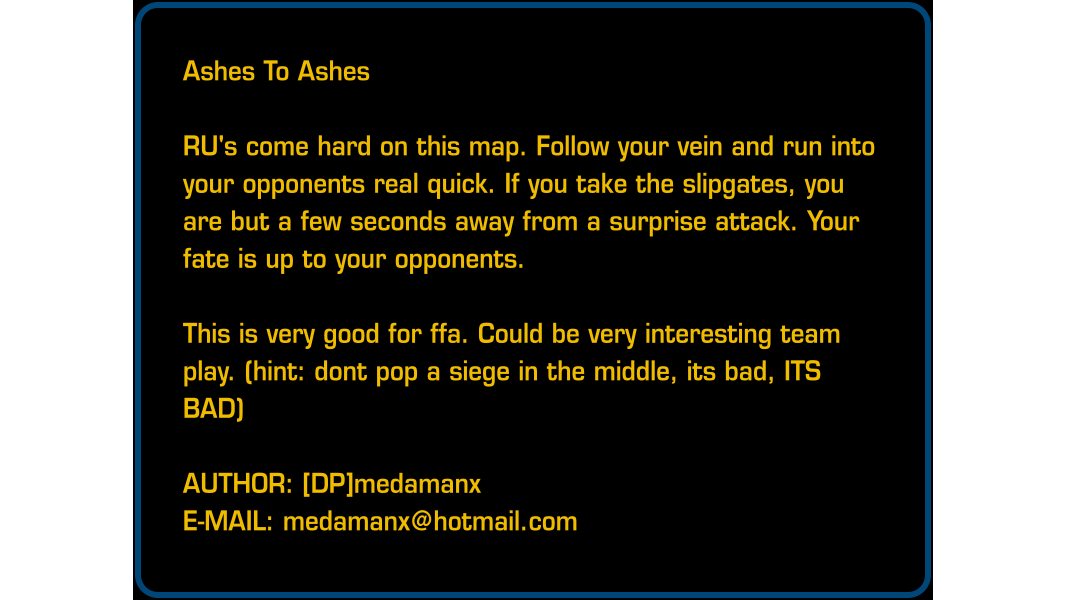 Ashes To Ashes
RU's come hard on this map. Follow your vein and run into
your opponents real quick. If you take the slipgates, you
are but a few seconds away from a surprise attack. Your
fate is up to your opponents.
This is very good for ffa. Could be very interesting team
play. (hint: dont pop a siege in the middle, its bad, ITS
BAD)
AUTHOR: [DP]medamanx
E-MAIL: medamanx@hotmail.com